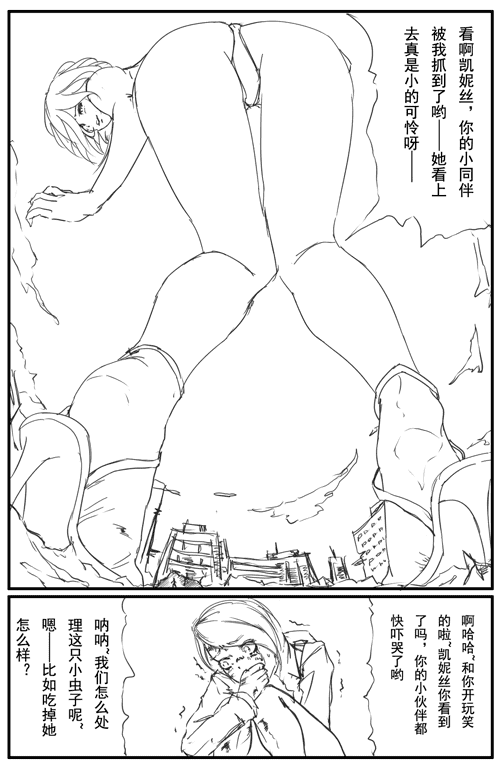 看啊凯妮丝，你的小同伴
被我抓到了哟——她看上
去真是小的可怜呀——
啊哈哈~和你开玩笑
的啦~凯妮丝你看到
了吗，你的小伙伴都
快吓哭了哟
呐呐~我们怎么处
理这只小虫子呢~
嗯——比如吃掉她
怎么样？